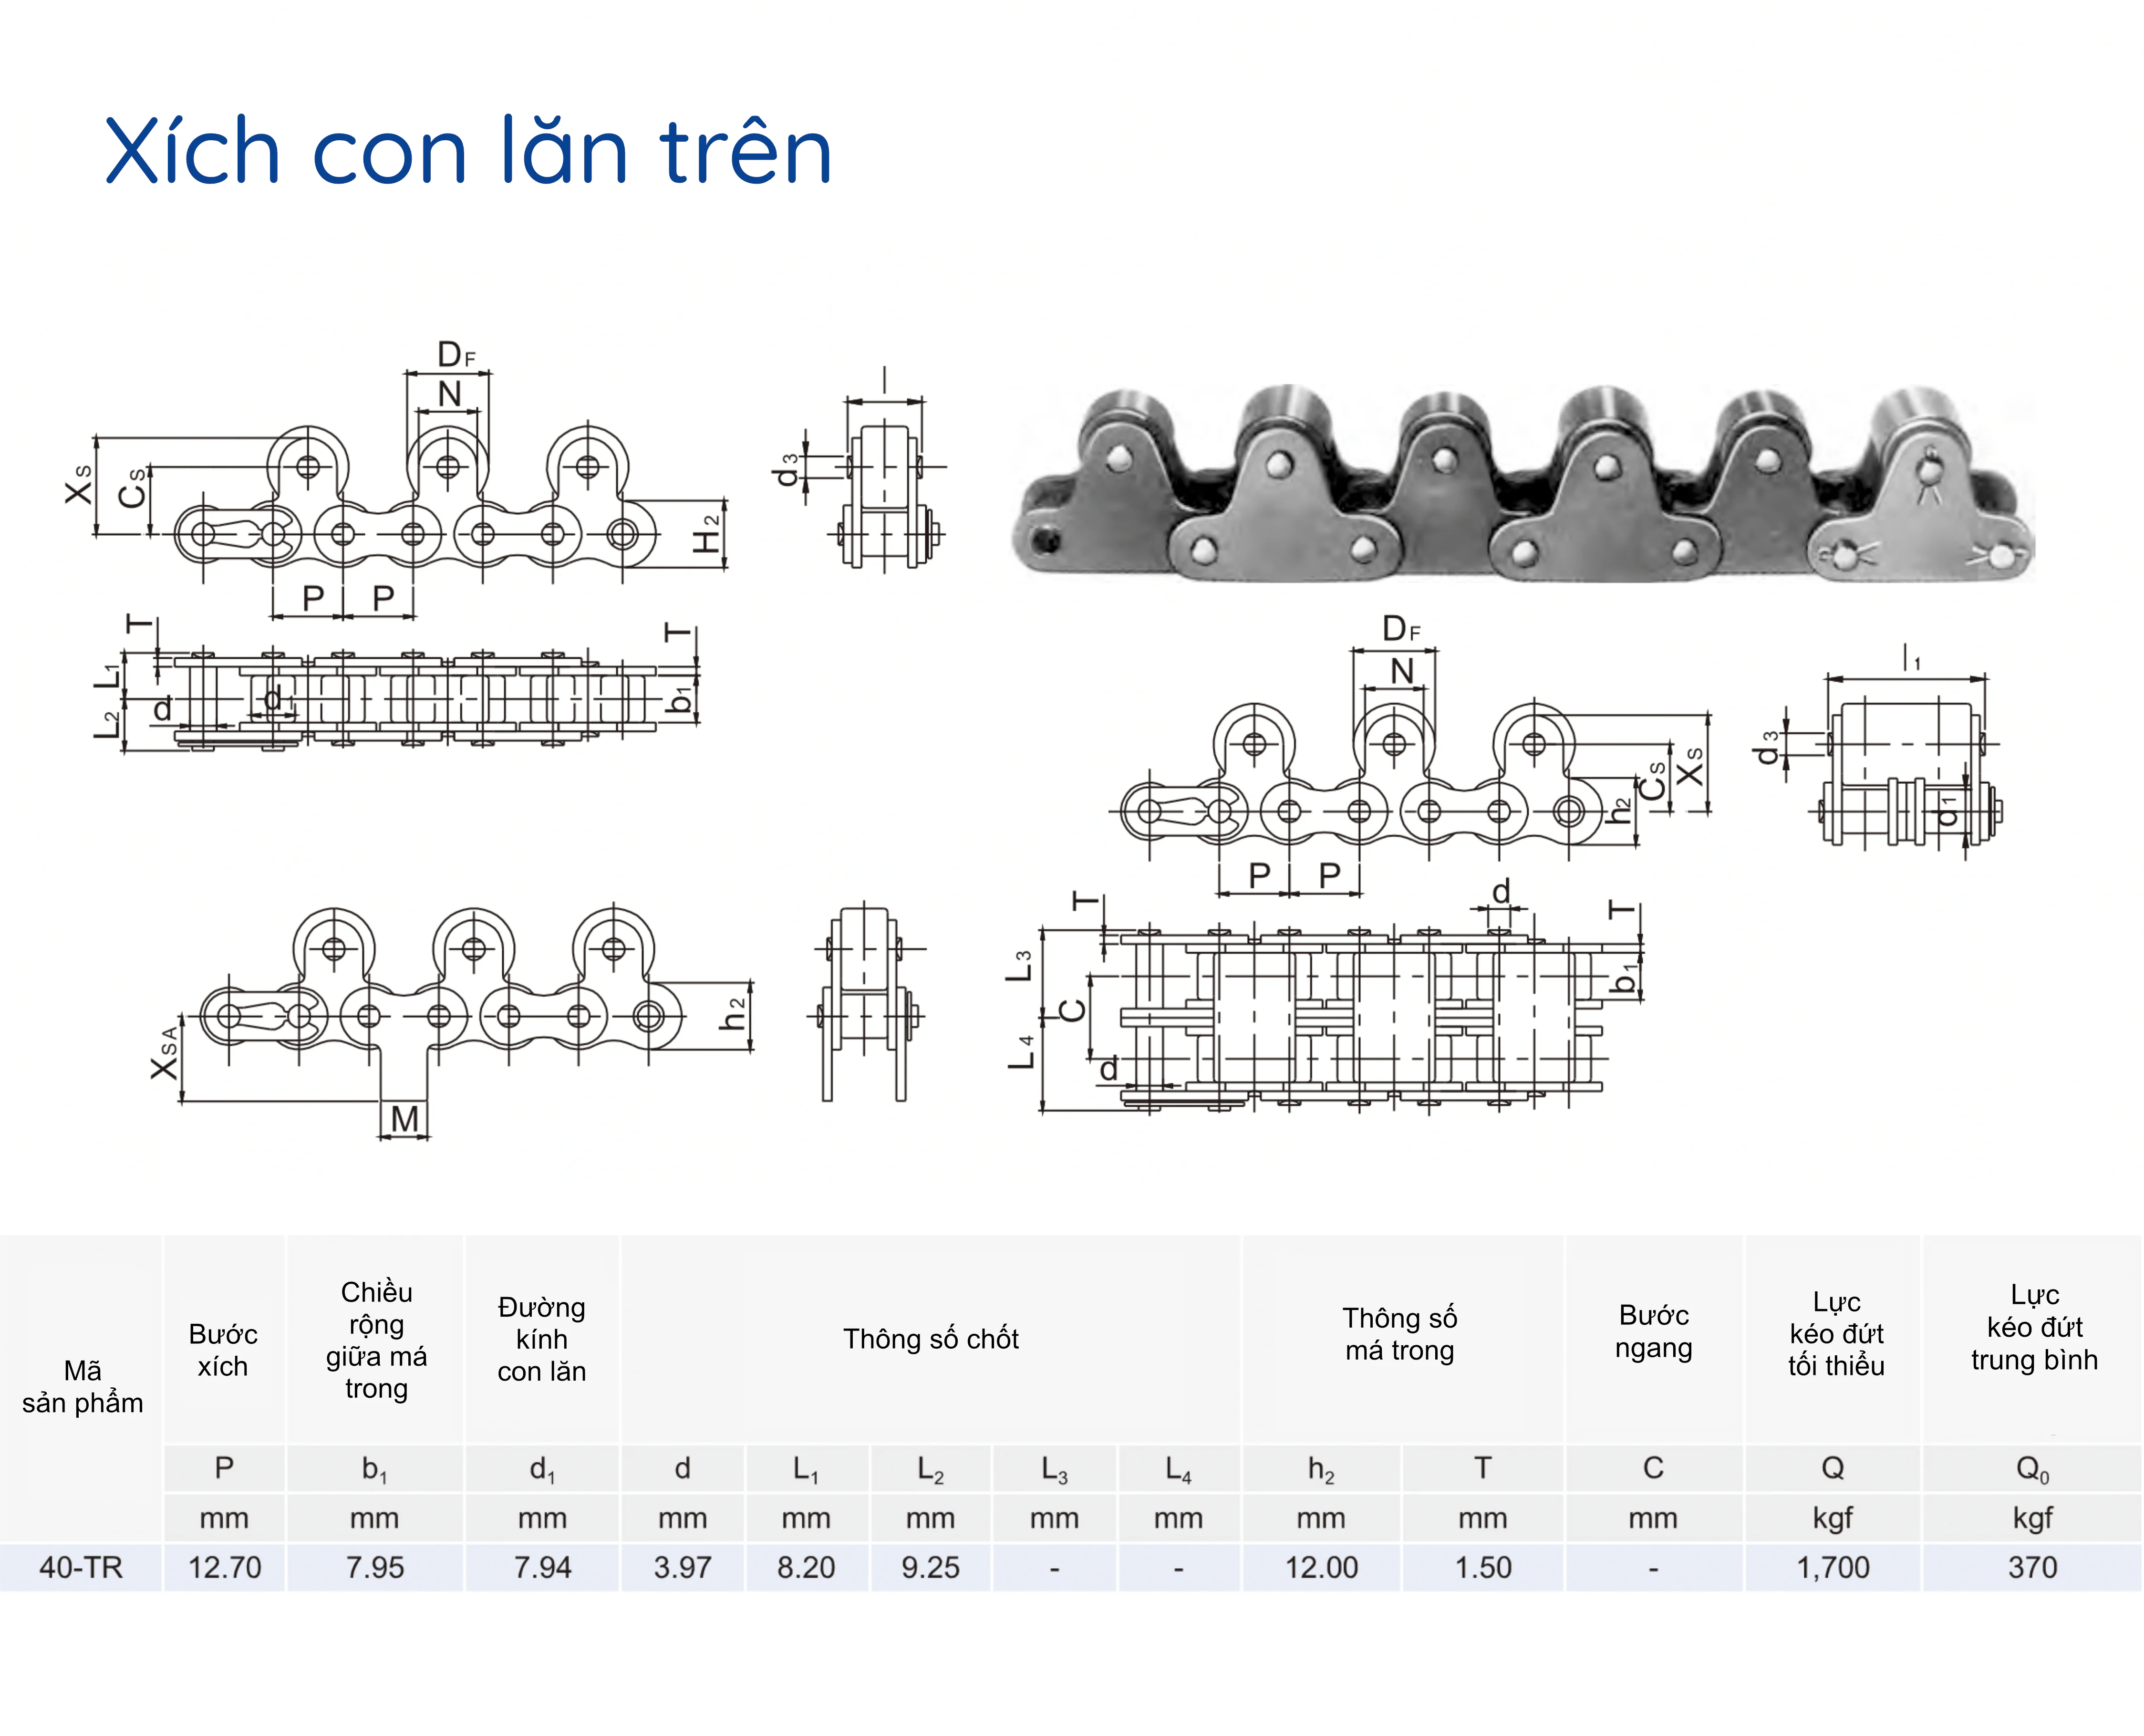 Xích con lăn trên
DF
N
Xs
Cs
H2
P P
l
d3
T
L1
L2
d
d1
T
b1
DF
N
l1
Cs
Xs
h2
P P
d3
d1
XSA
h2
M
T
d
T
L3
C
L4
d
b1
Mã
sản phẩm
Bước
xích
Chiều
rộng
giữa má
trong
Đường
kính
con lăn
Thông số chốt
Thông số
má trong
Bước
ngang
Lực
kéo đứt
tối thiểu
Lực
kéo đứt
trung bình
P b1 d1 d L1 L2 L3 L4 h2 T C Q Q0
mm mm mm mm mm mm mm mm mm mm mm kgf kgf
40-TR 12.70 7.95 7.94 3.97 8.20 9.25 - - 12.00 1.50 - 1,700 370